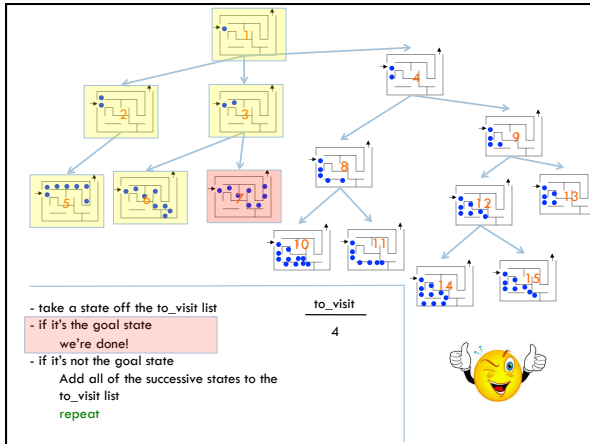 1
2
3
4
5
6
7
8
9
10
11
12
13
14
15
- take a state off the to_visit list
- if it's the goal state
we're done!
- if it's not the goal state
Add all of the successive states to the
to_visit list
repeat
to_visit
4